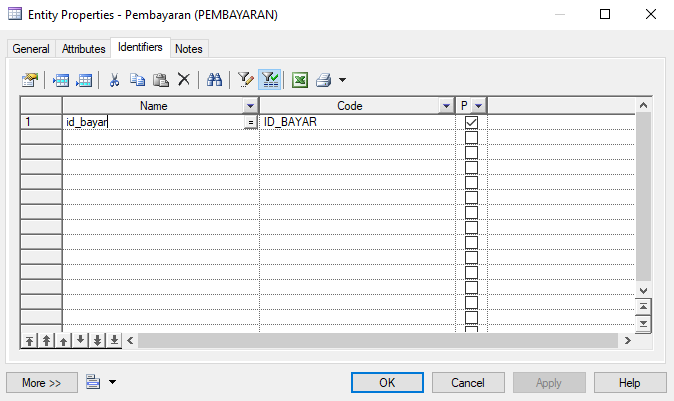 Entity Properties - Pembayaran (PEMBAYARAN)
General Attributes Identifiers Notes
Name Code P
1 id_bayar = ID_BAYAR
More >> OK Cancel Apply Help